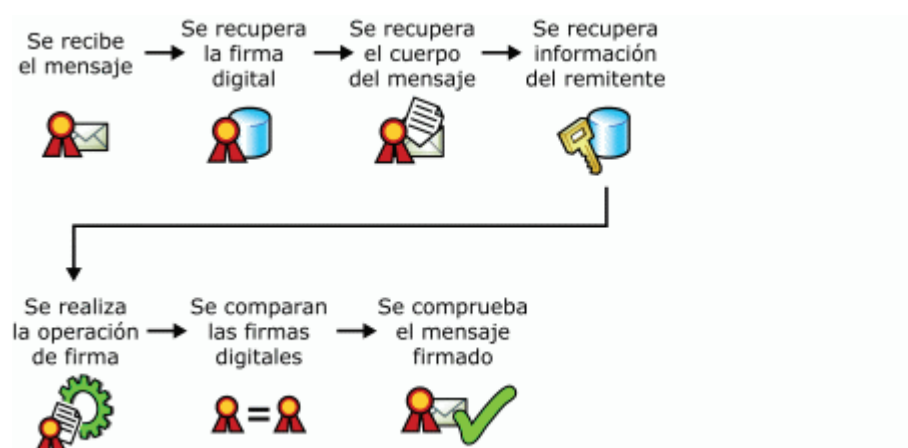 Se recibe
el mensaje
Se recupera
la firma
digital
Se recupera
el cuerpo
del mensaje
Se recupera
información
del remitente
Se realiza
la operación
de firma
Se comparan
las firmas
digitales
Se comprueba
el mensaje
firmado